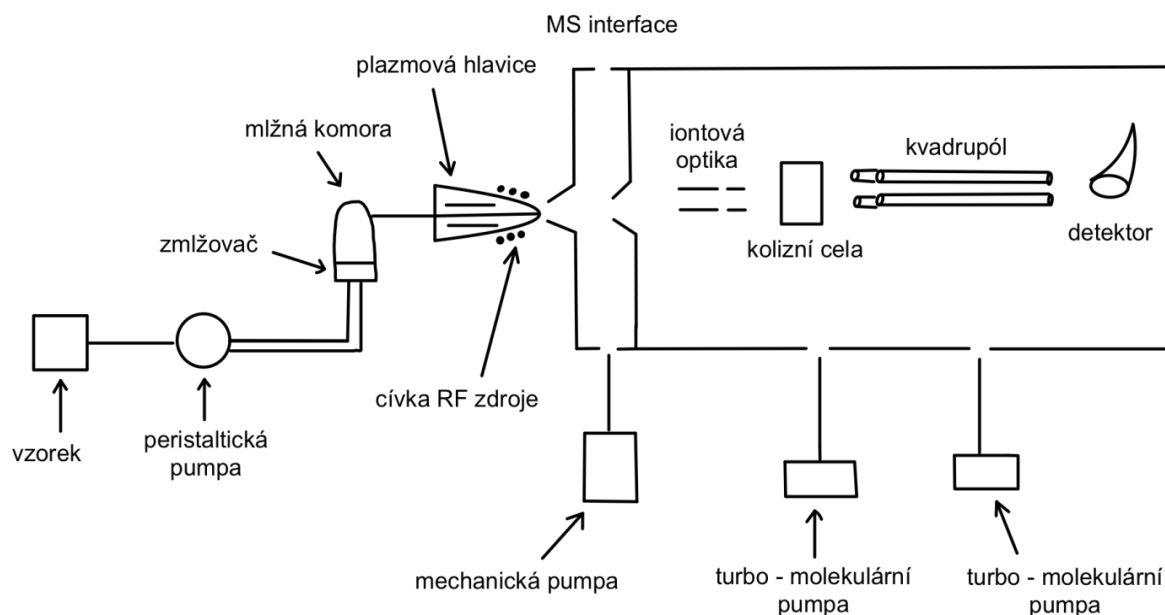 MS interface
plazmová hlavice
mlžná komora
iontová
optika
kvadrupól
zmlžovač
kolizní cela
detektor
cívka RF zdroje
vzorek
peristaltická
pumpa
mechanická pumpa
turbo - molekulární
pumpa
turbo - molekulární
pumpa